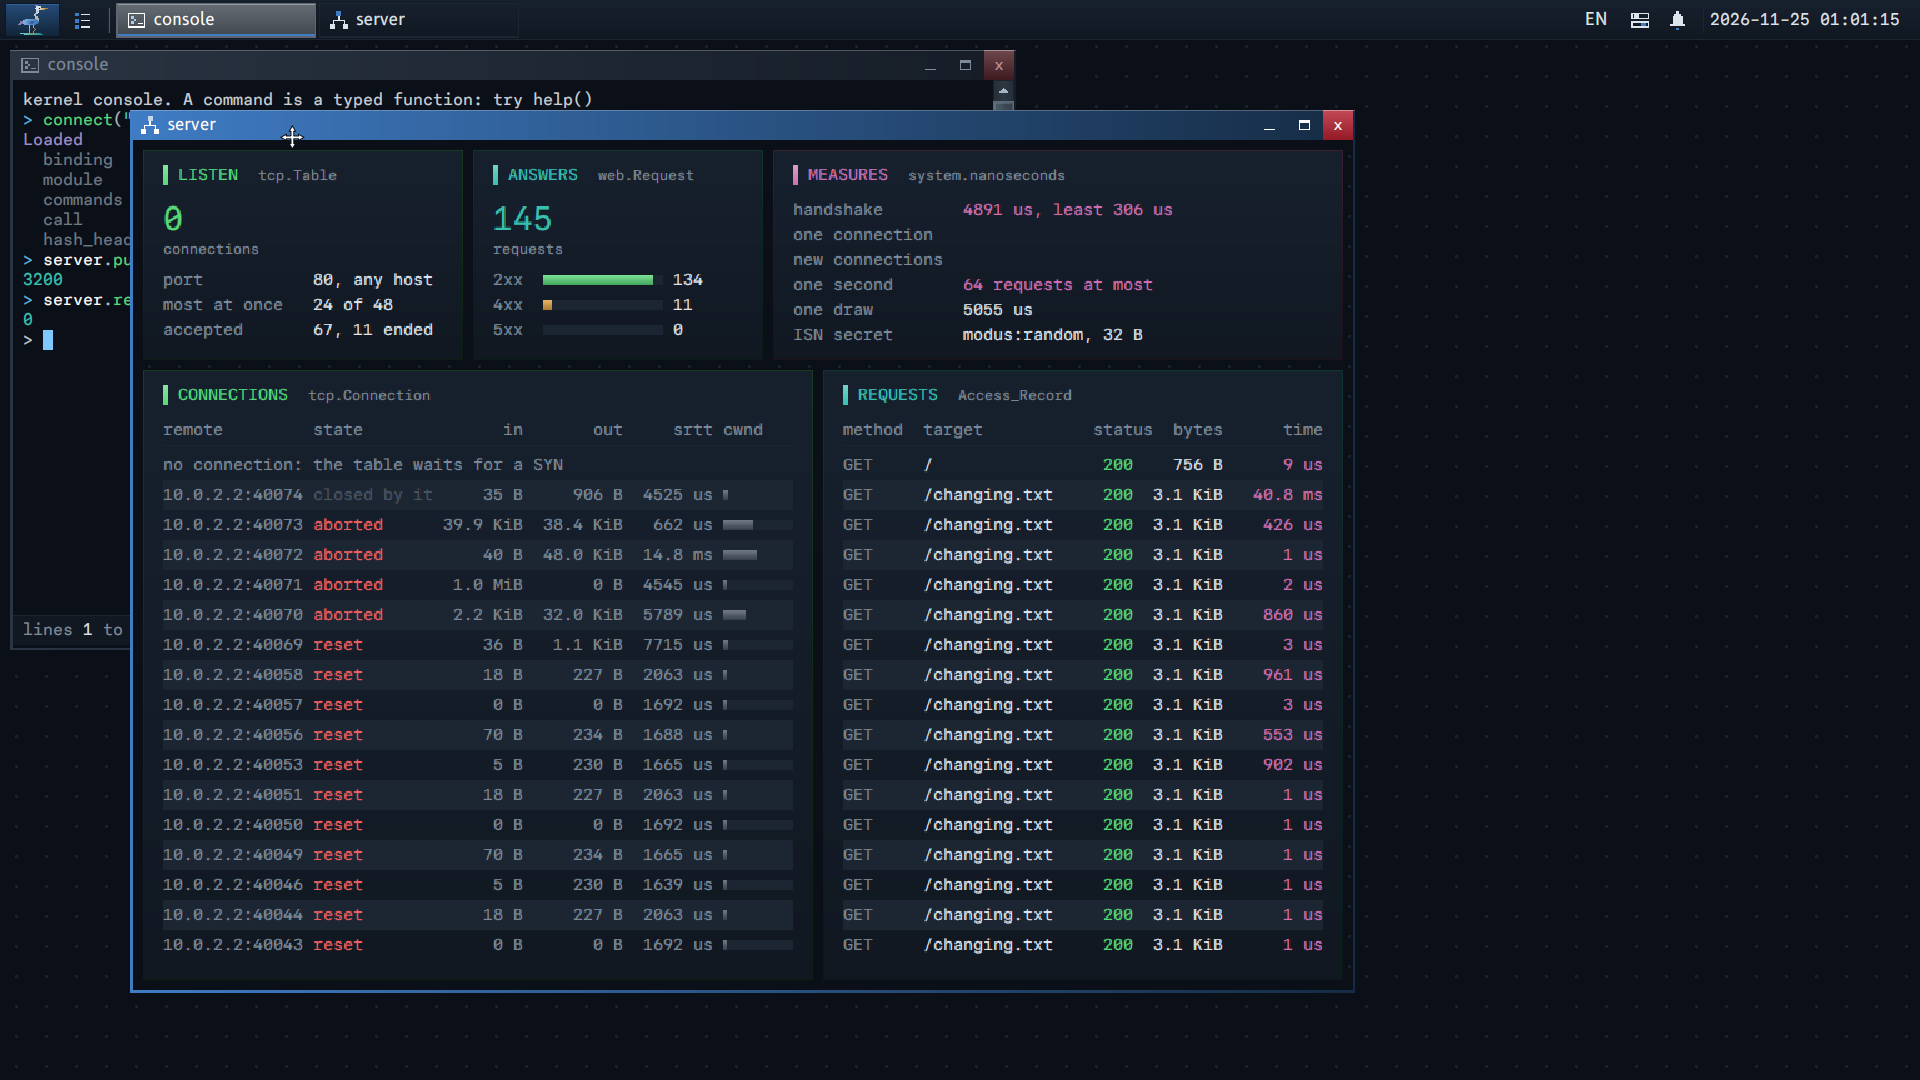 console
server
EN
2026-11-25 01:01:15
console
kernel console. A command is a typed function: try help()
> connect("
Loaded
binding
module
commands
call
hash_head
> server.pu
3200
> server.re
0
>
lines 1 to
server
LISTEN tcp.Table
0
connections
port 80, any host
most at once 24 of 48
accepted 67, 11 ended
ANSWERS web.Request
145
requests
2xx 134
4xx 11
5xx 0
MEASURES system.nanoseconds
handshake 4891 us, least 306 us
one connection
new connections
one second 64 requests at most
one draw 5055 us
ISN secret modus:random, 32 B
CONNECTIONS tcp.Connection
remote state in out srtt cwnd
no connection: the table waits for a SYN
10.0.2.2:40074 closed by it 35 B 906 B 4525 us
10.0.2.2:40073 aborted 39.9 KiB 38.4 KiB 662 us
10.0.2.2:40072 aborted 40 B 48.0 KiB 14.8 ms
10.0.2.2:40071 aborted 1.0 MiB 0 B 4545 us
10.0.2.2:40070 aborted 2.2 KiB 32.0 KiB 5789 us
10.0.2.2:40069 reset 36 B 1.1 KiB 7715 us
10.0.2.2:40058 reset 18 B 227 B 2063 us
10.0.2.2:40057 reset 0 B 0 B 1692 us
10.0.2.2:40056 reset 70 B 234 B 1688 us
10.0.2.2:40053 reset 5 B 230 B 1665 us
10.0.2.2:40051 reset 18 B 227 B 2063 us
10.0.2.2:40050 reset 0 B 0 B 1692 us
10.0.2.2:40049 reset 70 B 234 B 1665 us
10.0.2.2:40046 reset 5 B 230 B 1639 us
10.0.2.2:40044 reset 18 B 227 B 2063 us
10.0.2.2:40043 reset 0 B 0 B 1692 us
REQUESTS Access_Record
method target status bytes time
GET / 200 756 B 9 us
GET /changing.txt 200 3.1 KiB 40.8 ms
GET /changing.txt 200 3.1 KiB 426 us
GET /changing.txt 200 3.1 KiB 1 us
GET /changing.txt 200 3.1 KiB 2 us
GET /changing.txt 200 3.1 KiB 860 us
GET /changing.txt 200 3.1 KiB 3 us
GET /changing.txt 200 3.1 KiB 961 us
GET /changing.txt 200 3.1 KiB 3 us
GET /changing.txt 200 3.1 KiB 553 us
GET /changing.txt 200 3.1 KiB 902 us
GET /changing.txt 200 3.1 KiB 1 us
GET /changing.txt 200 3.1 KiB 1 us
GET /changing.txt 200 3.1 KiB 1 us
GET /changing.txt 200 3.1 KiB 1 us
GET /changing.txt 200 3.1 KiB 1 us
GET /changing.txt 200 3.1 KiB 1 us